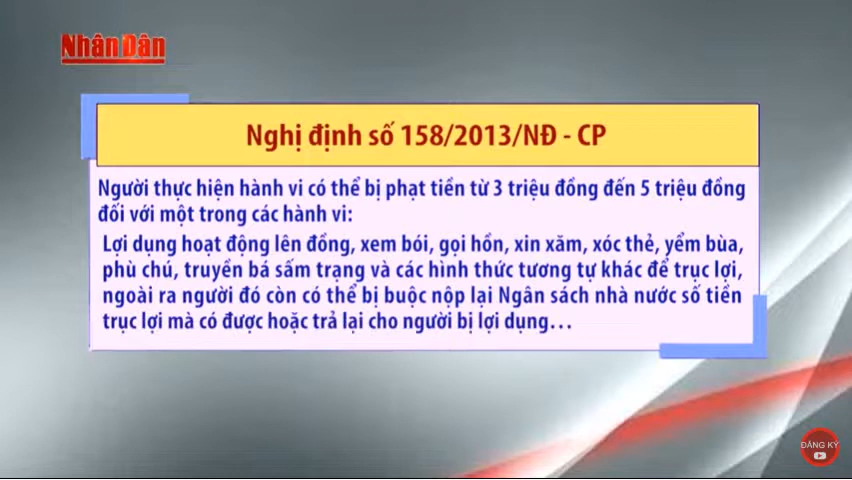 Nhân Dân
Nghị định số 158/2013/NĐ - CP
Người thực hiện hành vi có thể bị phạt tiền từ 3 triệu đồng đến 5 triệu đồng
đối với một trong các hành vi:
Lợi dụng hoạt động lên đồng, xem bói, gọi hồn, xin xăm, xóc thẻ, yểm bùa,
phù chú, truyền bá sấm trạng và các hình thức tương tự khác để trục lợi,
ngoài ra người đó còn có thể bị buộc nộp lại Ngân sách nhà nước số tiền
trục lợi mà có được hoặc trả lại cho người bị lợi dụng...
ĐĂNG KÝ